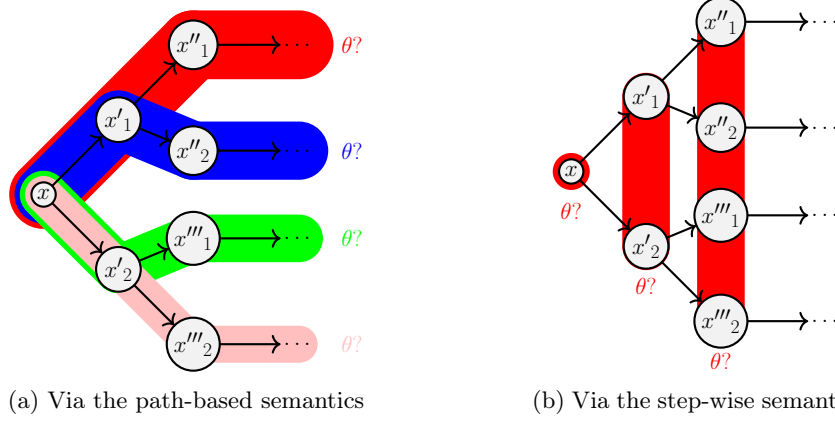 x''₁ ··· θ?
x'₁
x''₂ ··· θ?
x
x'''₁ ··· θ?
x'₂
x'''₂ ··· θ?
(a) Via the path-based semantics
x''₁ ···
x'₁
x''₂ ···
x
θ?
x'''₁ ···
x'₂
θ?
x'''₂ ···
θ?
(b) Via the step-wise semant